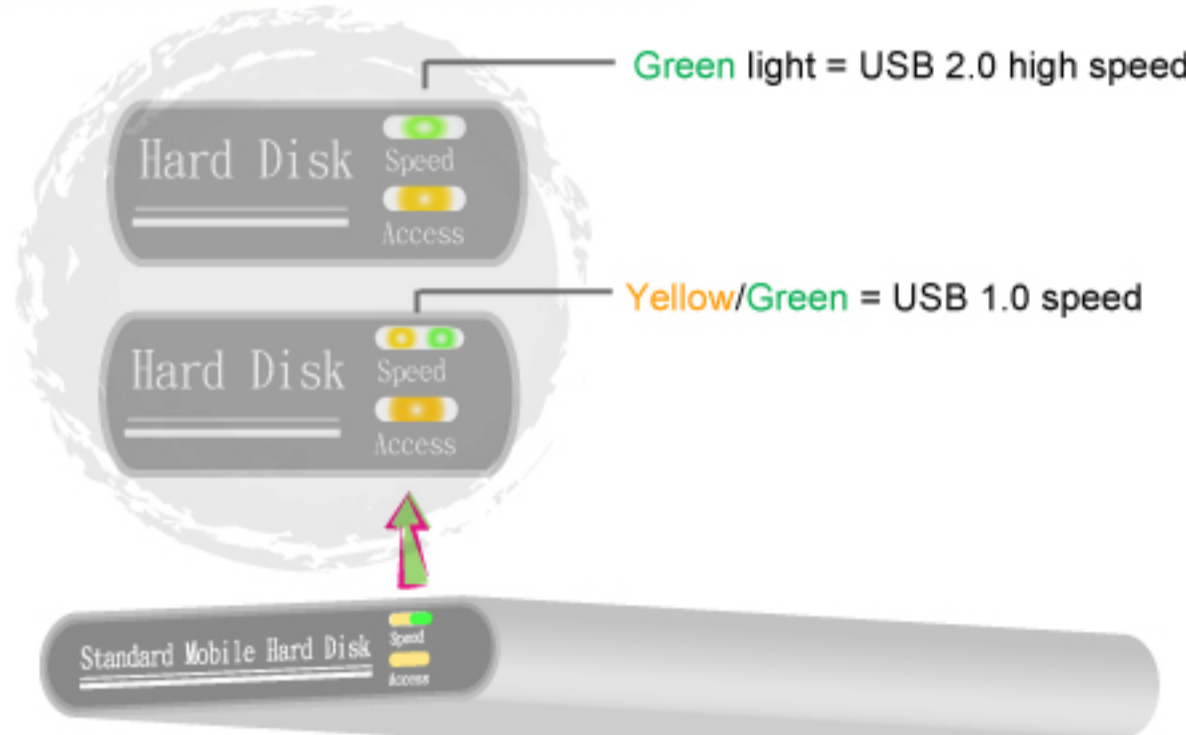 Green light = USB 2.0 high speed
Hard Disk
Speed
Access
Yellow/Green = USB 1.0 speed
Hard Disk
Speed
Access
Standard Mobile Hard Disk
Speed
Access